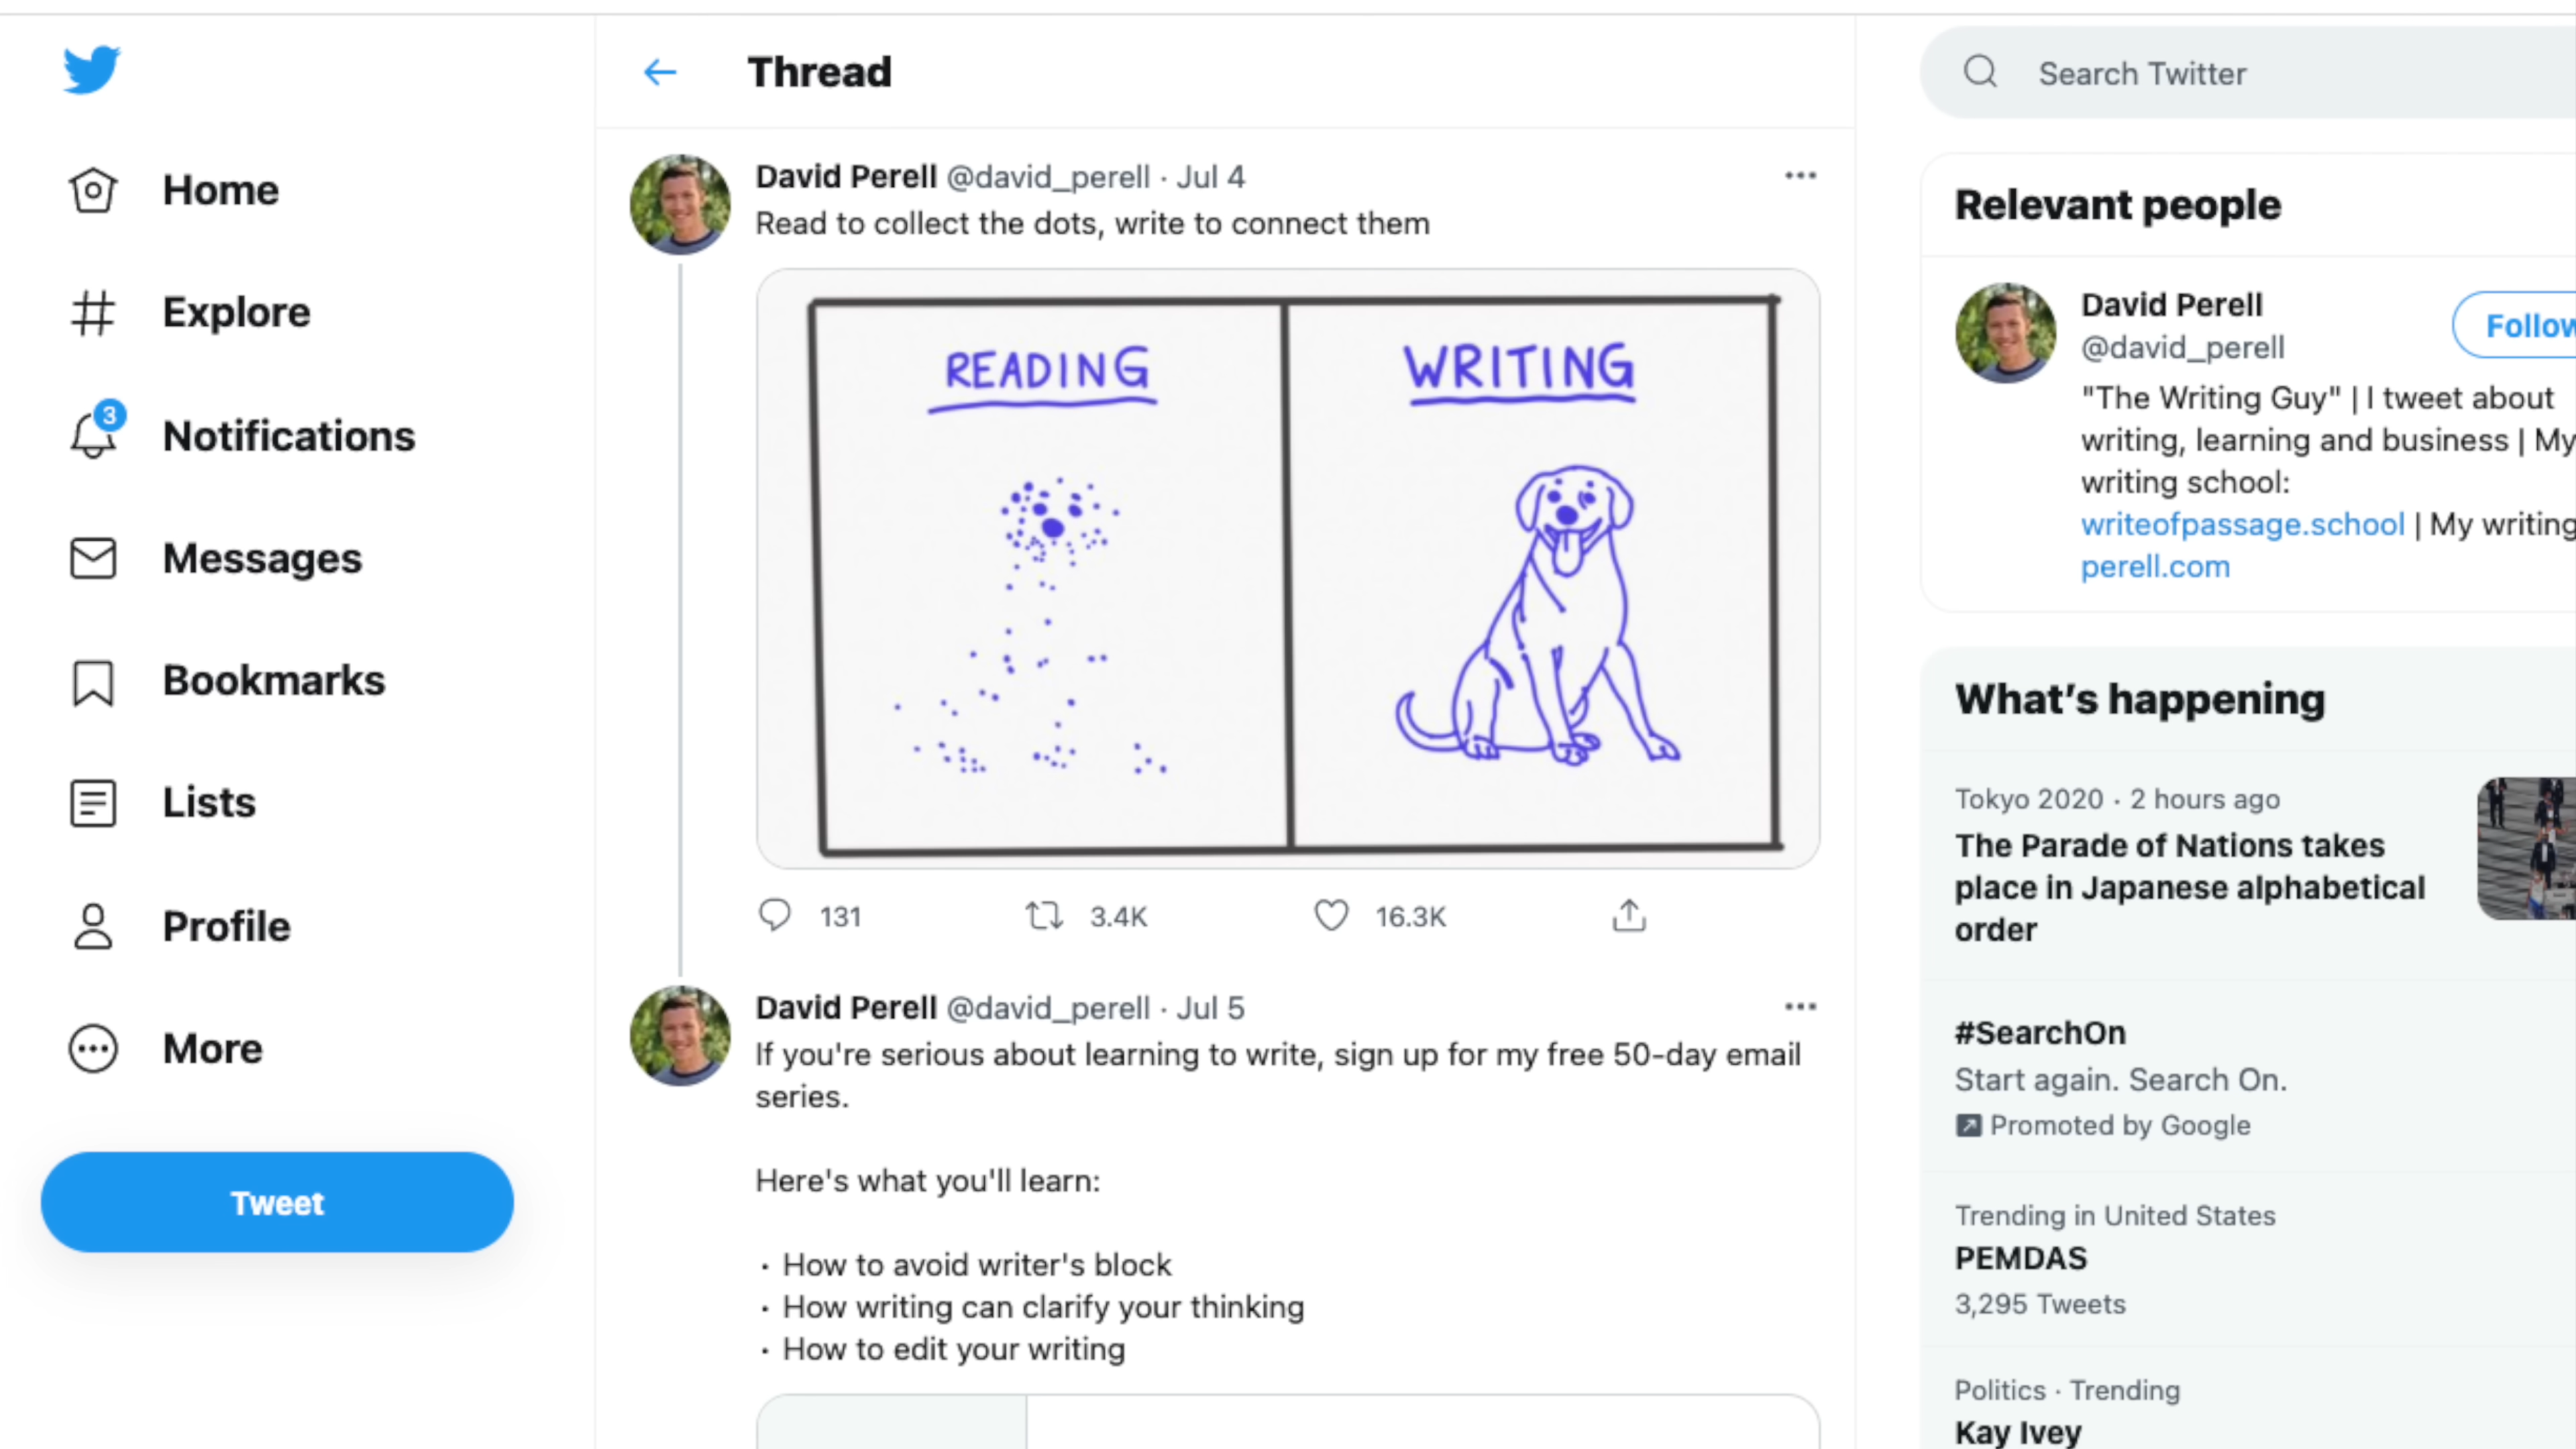 Home
Explore
3
Notifications
Messages
Bookmarks
Lists
Profile
More
Tweet
Thread
David Perell @david_perell · Jul 4
Read to collect the dots, write to connect them
READING
WRITING
131
3.4K
16.3K
David Perell @david_perell · Jul 5
If you're serious about learning to write, sign up for my free 50-day email
series.
Here's what you'll learn:
· How to avoid writer's block
· How writing can clarify your thinking
· How to edit your writing
Search Twitter
Relevant people
David Perell
@david_perell
Follow
"The Writing Guy" | I tweet about
writing, learning and business | My
writing school:
writeofpassage.school | My writing
perell.com
What's happening
Tokyo 2020 · 2 hours ago
The Parade of Nations takes
place in Japanese alphabetical
order
#SearchOn
Start again. Search On.
Promoted by Google
Trending in United States
PEMDAS
3,295 Tweets
Politics · Trending
Kay Ivey